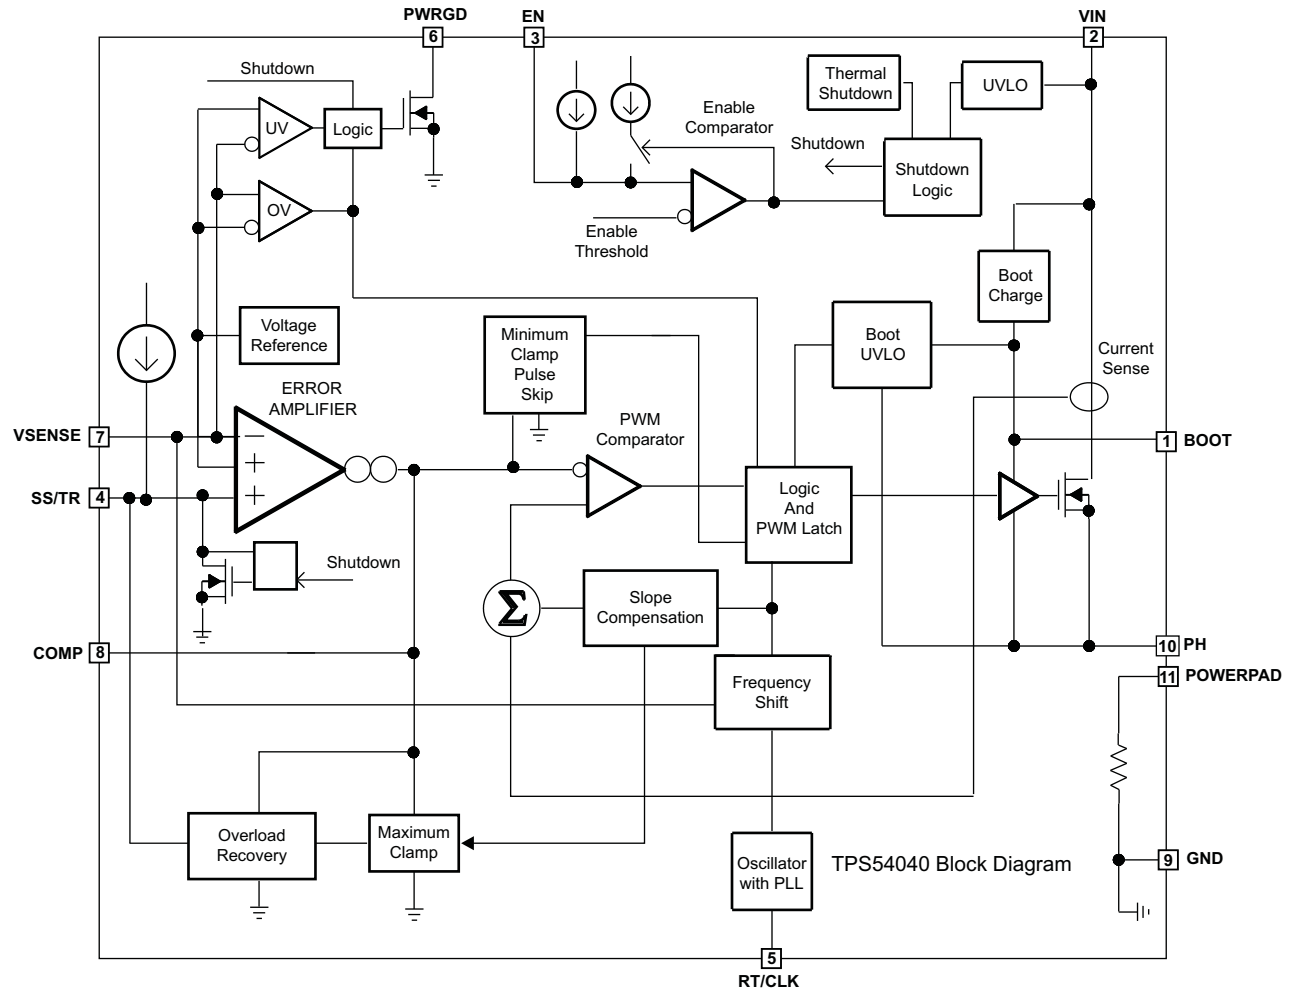 PWRGD
6
EN
3
VIN
2
Shutdown
UV
Logic
OV
Enable
Comparator
Enable
Threshold
Thermal
Shutdown
UVLO
Shutdown
Shutdown
Logic
Boot
Charge
Voltage
Reference
Minimum
Clamp
Pulse
Skip
Boot
UVLO
Current
Sense
ERROR
AMPLIFIER
PWM
Comparator
VSENSE
7
−
+
+
SS/TR
4
1
BOOT
Logic
And
PWM Latch
Shutdown
Σ
Slope
Compensation
COMP
8
10
PH
11
POWERPAD
Frequency
Shift
Overload
Recovery
Maximum
Clamp
Oscillator
with PLL
TPS54040 Block Diagram
9
GND
5
RT/CLK